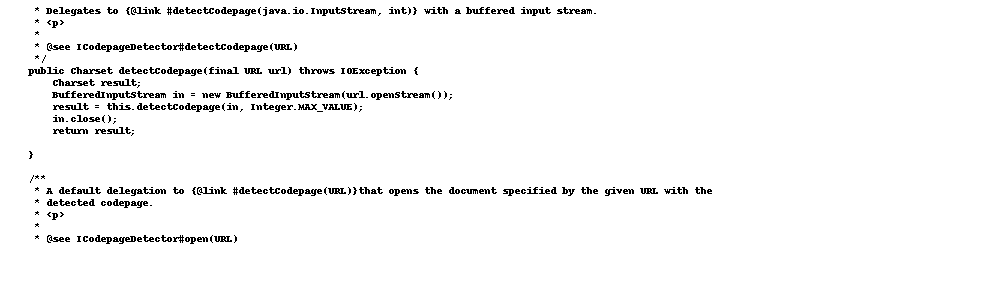 * Delegates to {@link #detectCodepage(java.io.InputStream, int)} with a buffered input stream.
* <p>
*
* @see ICodepageDetector#detectCodepage(URL)
*/
public Charset detectCodepage(final URL url) throws IOException {
Charset result;
BufferedInputStream in = new BufferedInputStream(url.openStream());
result = this.detectCodepage(in, Integer.MAX_VALUE);
in.close();
return result;
}
/**
* A default delegation to {@link #detectCodepage(URL)}that opens the document specified by the given URL with the
* detected codepage.
* <p>
*
* @see ICodepageDetector#open(URL)